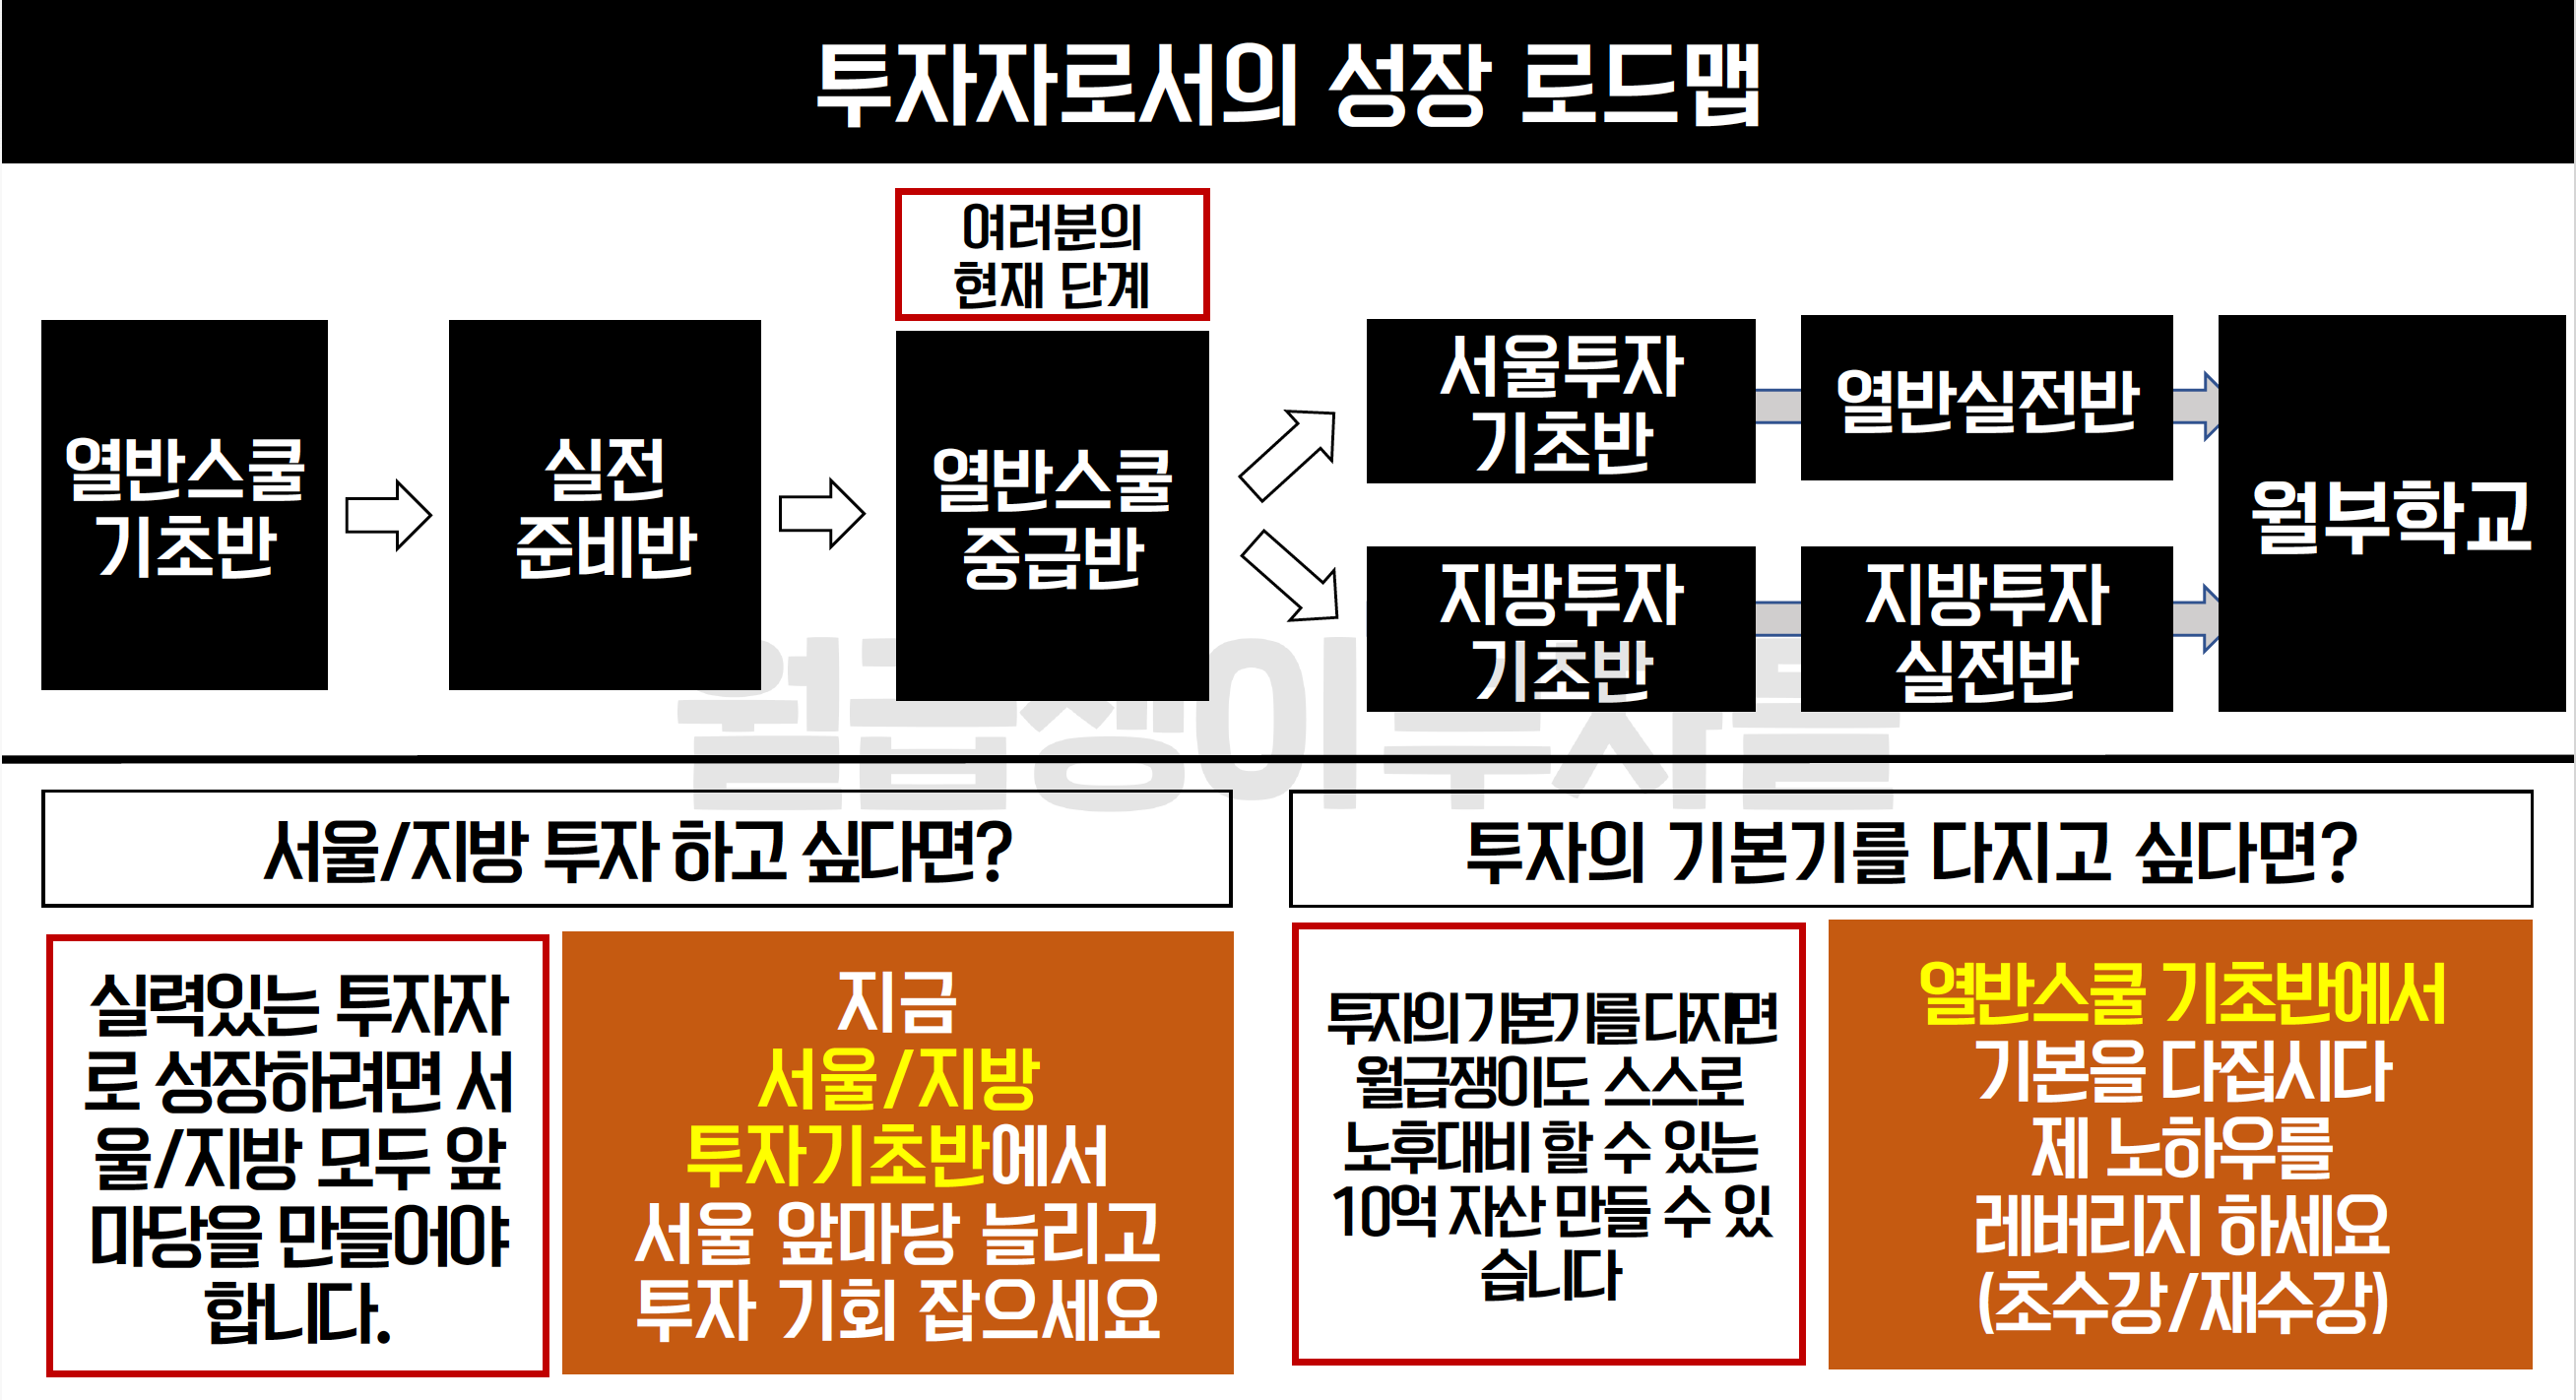 투자자로서의 성장 로드맵
여러분의
현재 단계
열반스쿨
기초반
실전
준비반
열반스쿨
중급반
서울투자
기초반
열반실전반
지방투자
기초반
지방투자
실전반
월부학교
월급쟁이부자들
서울/지방 투자 하고 싶다면?
실력있는 투자자
로 성장하려면 서
울/지방 모두 앞
마당을 만들어야
합니다.
지금
서울/지방
투자기초반에서
서울 앞마당 늘리고
투자 기회 잡으세요
투자의 기본기를 다지고 싶다면?
투자의 기본기를 다지면
월급쟁이도 스스로
노후대비 할 수 있는
10억 자산 만들 수 있
습니다
열반스쿨 기초반에서
기본을 다집시다
제 노하우를
레버리지 하세요
(초수강/재수강)